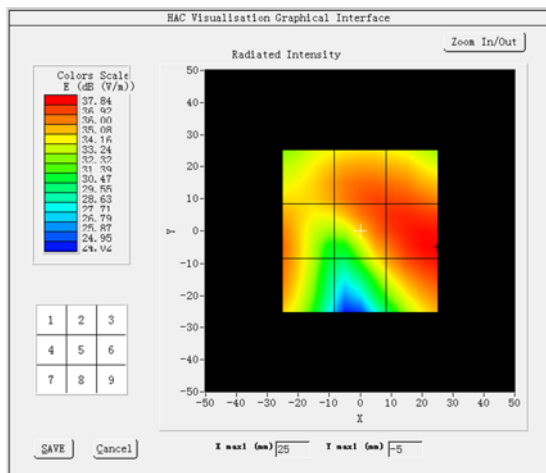 HAC Visualisation Graphical Interface
Zoom In/Out
Radiated Intensity
Colors Scale
E (dB (V/m))
37.84
36.92
36.00
35.08
34.16
33.24
32.32
31.39
30.47
29.55
28.63
27.71
26.79
25.87
24.95
24.02
50
40
30
20
10
0
-10
-20
-30
-40
-50
Y
-50 -40 -30 -20 -10 0 10 20 30 40 50
X
1 2 3
4 5 6
7 8 9
SAVE
Cancel
X max1 (mm) 25
Y max1 (mm) -5